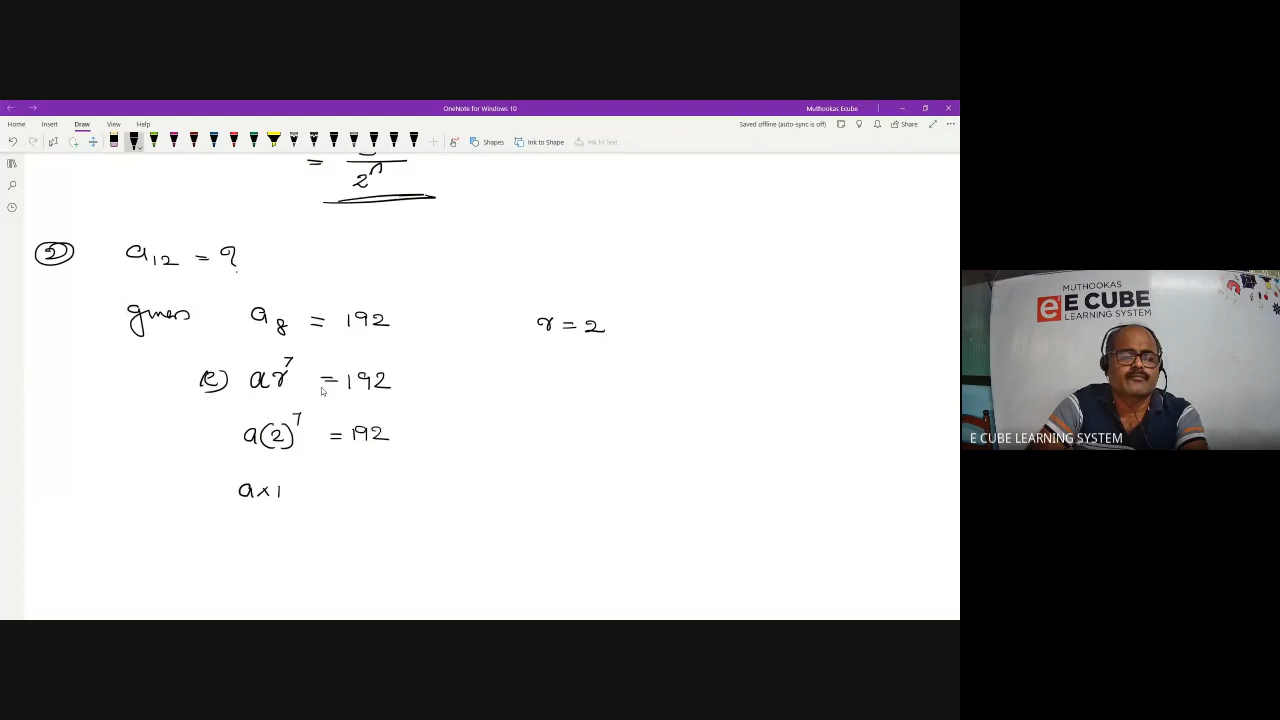 OneNote for Windows 10
Muthookas Ecube
Home Insert Draw View Help
Saved offline (auto-sync is off)
Share
Shapes
Ink to Shape
Ink to Text
= 2ⁿ
2 a₁₂ = ?
given a₈ = 192 r = 2
ar⁷ = 192
a(2)⁷ = 192
a × 1
MUTHOOKAS
e³ E CUBE
LEARNING SYSTEM
E CUBE LEARNING SYSTEM